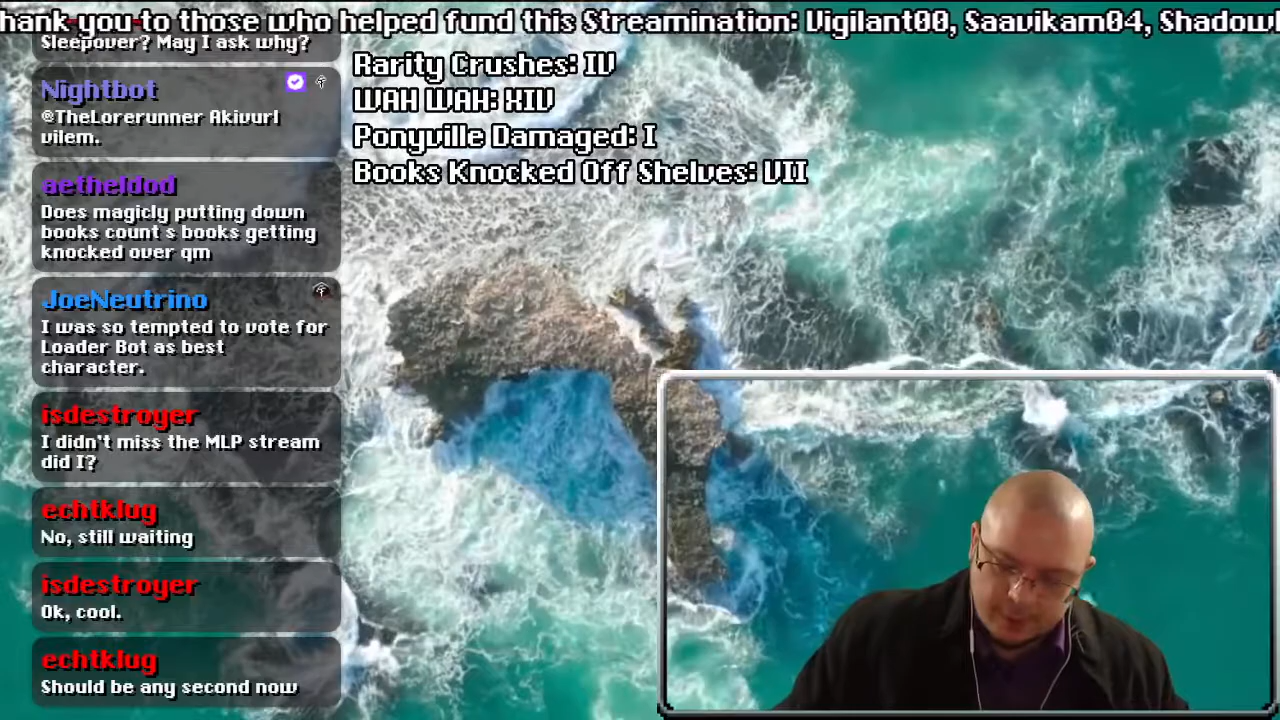 hank you to those who helped fund this Streamination: Vigilant00, Saavikam04, Shadow
Sleepover? May I ask why?
Nightbot
@TheLorerunner Akivurl
vilem.
aetheldod
Does magicly putting down
books count s books getting
knocked over qm
JoeNeutrino
I was so tempted to vote for
Loader Bot as best
character.
isdestroyer
I didn't miss the MLP stream
did I?
echtklug
No, still waiting
isdestroyer
Ok, cool.
echtklug
Should be any second now
Rarity Crushes: IV
WAH WAH: XIV
Ponyville Damaged: I
Books Knocked Off Shelves: VII